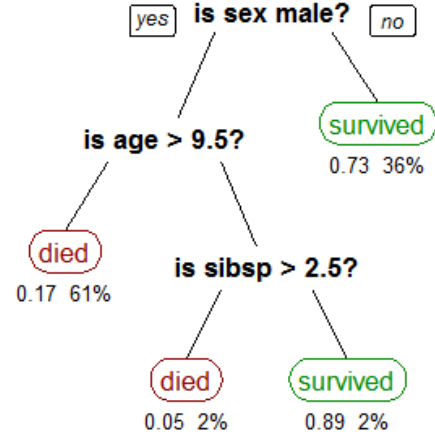 is sex male?
yes
no
survived
0.73 36%
is age > 9.5?
died
0.17 61%
is sibsp > 2.5?
died
0.05 2%
survived
0.89 2%